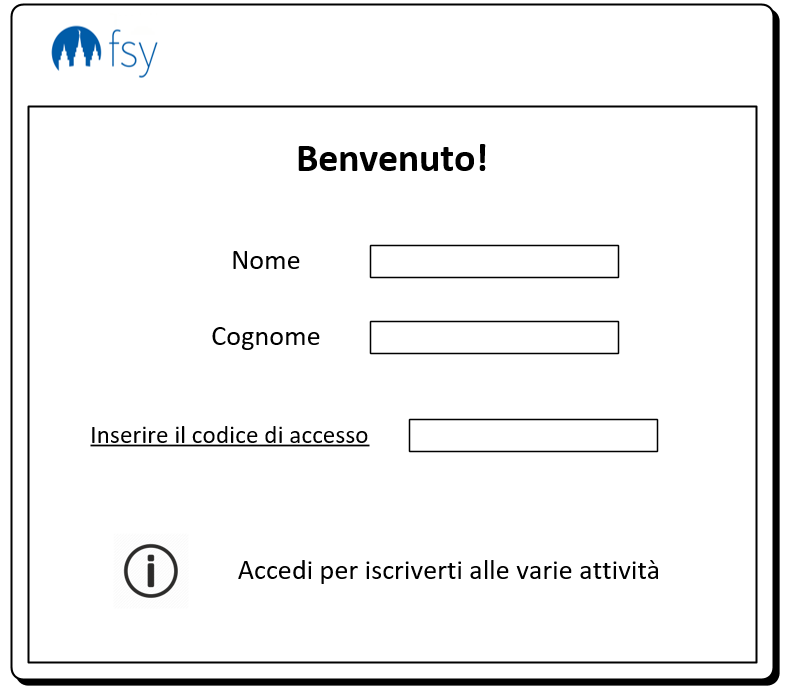 fsy
Benvenuto!
Nome
Cognome
Inserire il codice di accesso
Accedi per iscriverti alle varie attività